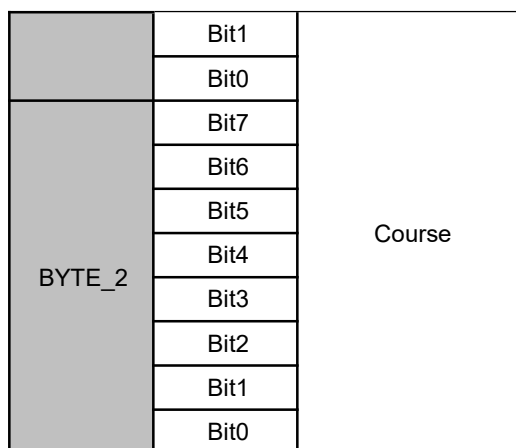 Bit1
Bit0
Bit7
Bit6
Bit5
Course
Bit4
BYTE_2
Bit3
Bit2
Bit1
Bit0